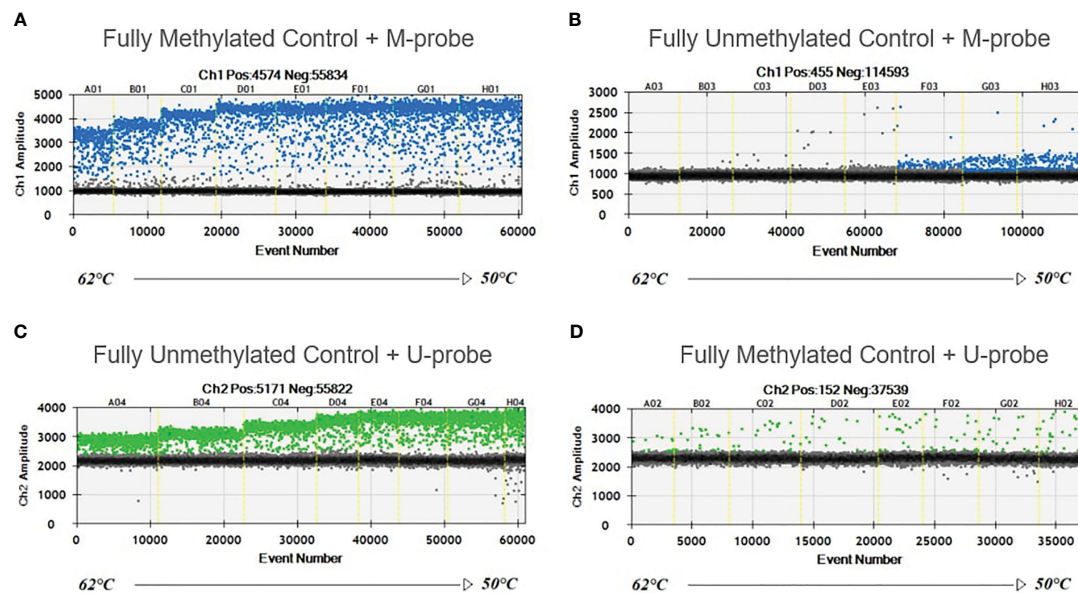 A
Fully Methylated Control + M-probe
Ch1 Pos:4574 Neg:55834
A01 B01 C01 D01 E01 F01 G01 H01
5000
4000
3000
2000
1000
0
Ch1 Amplitude
0 10000 20000 30000 40000 50000 60000
Event Number
62°C 50°C
B
Fully Unmethylated Control + M-probe
Ch1 Pos:455 Neg:114593
A03 B03 C03 D03 E03 F03 G03 H03
3000
2500
2000
1500
1000
500
0
Ch1 Amplitude
0 20000 40000 60000 80000 100000
Event Number
62°C 50°C
C
Fully Unmethylated Control + U-probe
Ch2 Pos:5171 Neg:55822
A04 B04 C04 D04 E04 F04 G04 H04
4000
3000
2000
1000
0
Ch2 Amplitude
0 10000 20000 30000 40000 50000 60000
Event Number
62°C 50°C
D
Fully Methylated Control + U-probe
Ch2 Pos:152 Neg:37539
A02 B02 C02 D02 E02 F02 G02 H02
4000
3000
2000
1000
0
Ch2 Amplitude
0 5000 10000 15000 20000 25000 30000 35000
Event Number
62°C 50°C